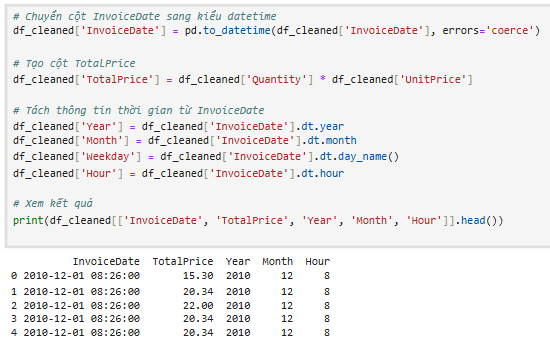 # Chuyển cột InvoiceDate sang kiểu datetime
df_cleaned['InvoiceDate'] = pd.to_datetime(df_cleaned['InvoiceDate'], errors='coerce')
# Tạo cột TotalPrice
df_cleaned['TotalPrice'] = df_cleaned['Quantity'] * df_cleaned['UnitPrice']
# Tách thông tin thời gian từ InvoiceDate
df_cleaned['Year'] = df_cleaned['InvoiceDate'].dt.year
df_cleaned['Month'] = df_cleaned['InvoiceDate'].dt.month
df_cleaned['Weekday'] = df_cleaned['InvoiceDate'].dt.day_name()
df_cleaned['Hour'] = df_cleaned['InvoiceDate'].dt.hour
# Xem kết quả
print(df_cleaned[['InvoiceDate', 'TotalPrice', 'Year', 'Month', 'Hour']].head())
InvoiceDate TotalPrice Year Month Hour
0 2010-12-01 08:26:00 15.30 2010 12 8
1 2010-12-01 08:26:00 20.34 2010 12 8
2 2010-12-01 08:26:00 22.00 2010 12 8
3 2010-12-01 08:26:00 20.34 2010 12 8
4 2010-12-01 08:26:00 20.34 2010 12 8